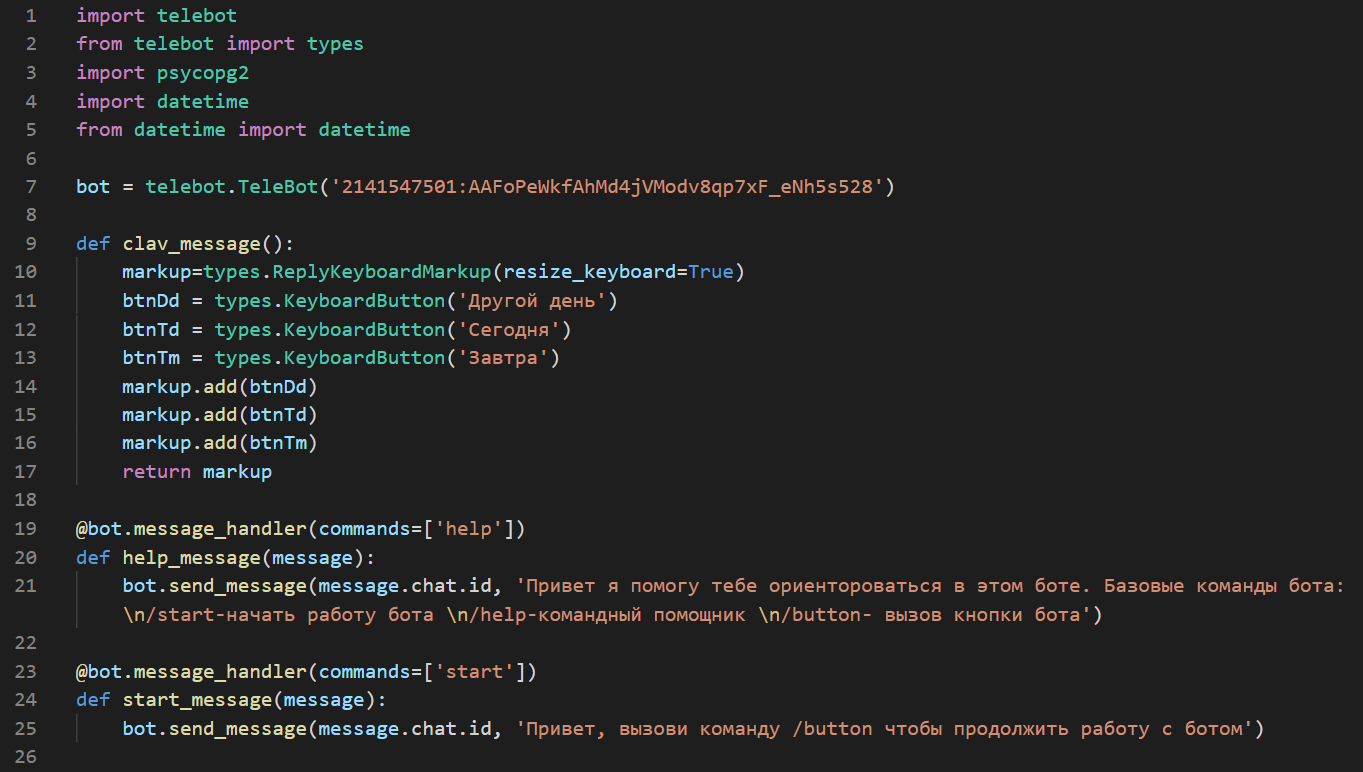 1 import telebot
2 from telebot import types
3 import psycopg2
4 import datetime
5 from datetime import datetime
6
7 bot = telebot.TeleBot('2141547501:AAFoPeWkfAhMd4jVModv8qp7xF_eNh5s528')
8
9 def clav_message():
10     markup=types.ReplyKeyboardMarkup(resize_keyboard=True)
11     btnDd = types.KeyboardButton('Другой день')
12     btnTd = types.KeyboardButton('Сегодня')
13     btnTm = types.KeyboardButton('Завтра')
14     markup.add(btnDd)
15     markup.add(btnTd)
16     markup.add(btnTm)
17     return markup
18
19 @bot.message_handler(commands=['help'])
20 def help_message(message):
21     bot.send_message(message.chat.id, 'Привет я помогу тебе ориентороваться в этом боте. Базовые команды бота:
\n/start-начать работу бота \n/help-командный помощник \n/button- вызов кнопки бота')
22
23 @bot.message_handler(commands=['start'])
24 def start_message(message):
25     bot.send_message(message.chat.id, 'Привет, вызови команду /button чтобы продолжить работу с ботом')
26